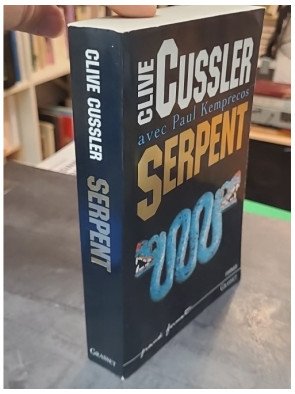 CLIVE CUSSLER
SERPENT
GRASSET
CLIVE
CUSSLER
avec Paul Kemprecos
SERPENT
GRASSET